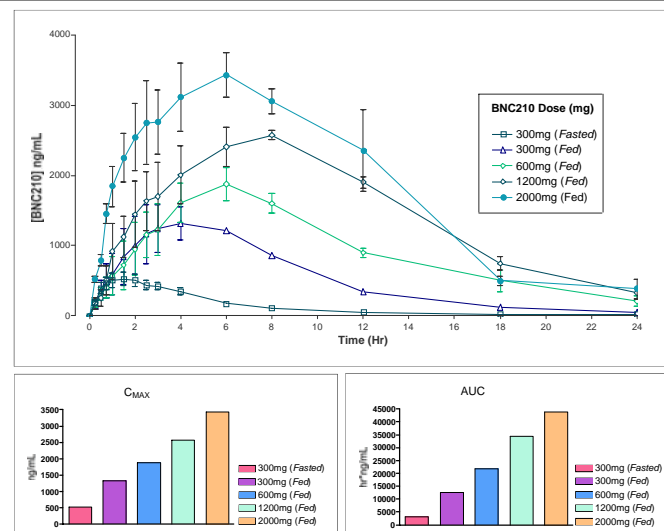 4000
3000
2000
1000
0
[BNC210] ng/mL
0 2 4 6 8 10 12 14 16 18 20 22 24
Time (Hr)
BNC210 Dose (mg)
300mg (Fasted)
300mg (Fed)
600mg (Fed)
1200mg (Fed)
2000mg (Fed)
CMAX
3500
3000
2500
2000
1500
1000
500
0
ng/mL
300mg (Fasted)
300mg (Fed)
600mg (Fed)
1200mg (Fed)
2000mg (Fed)
AUC
45000
40000
35000
30000
25000
20000
15000
10000
5000
0
hr*ng/mL
300mg (Fasted)
300mg (Fed)
600mg (Fed)
1200mg (Fed)
2000mg (Fed)